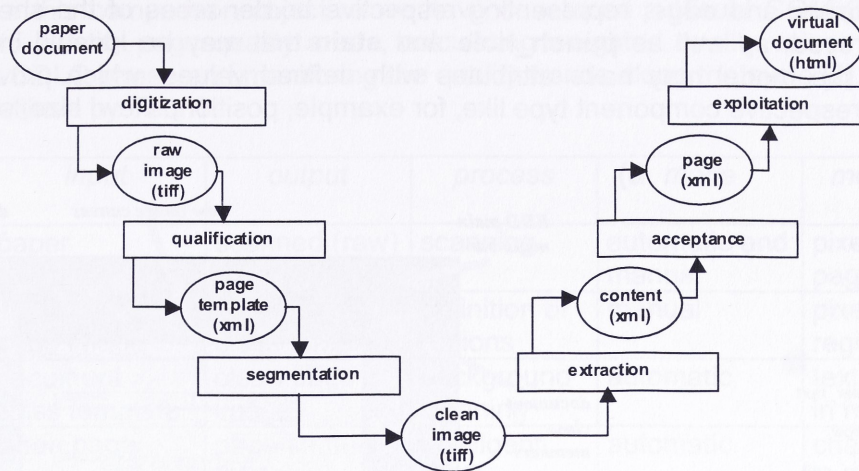 paper
document
digitization
raw
image
(tiff)
qualification
page
template
(xml)
segmentation
clean
image
(tiff)
extraction
content
(xml)
acceptance
page
(xml)
exploitation
virtual
document
(html)